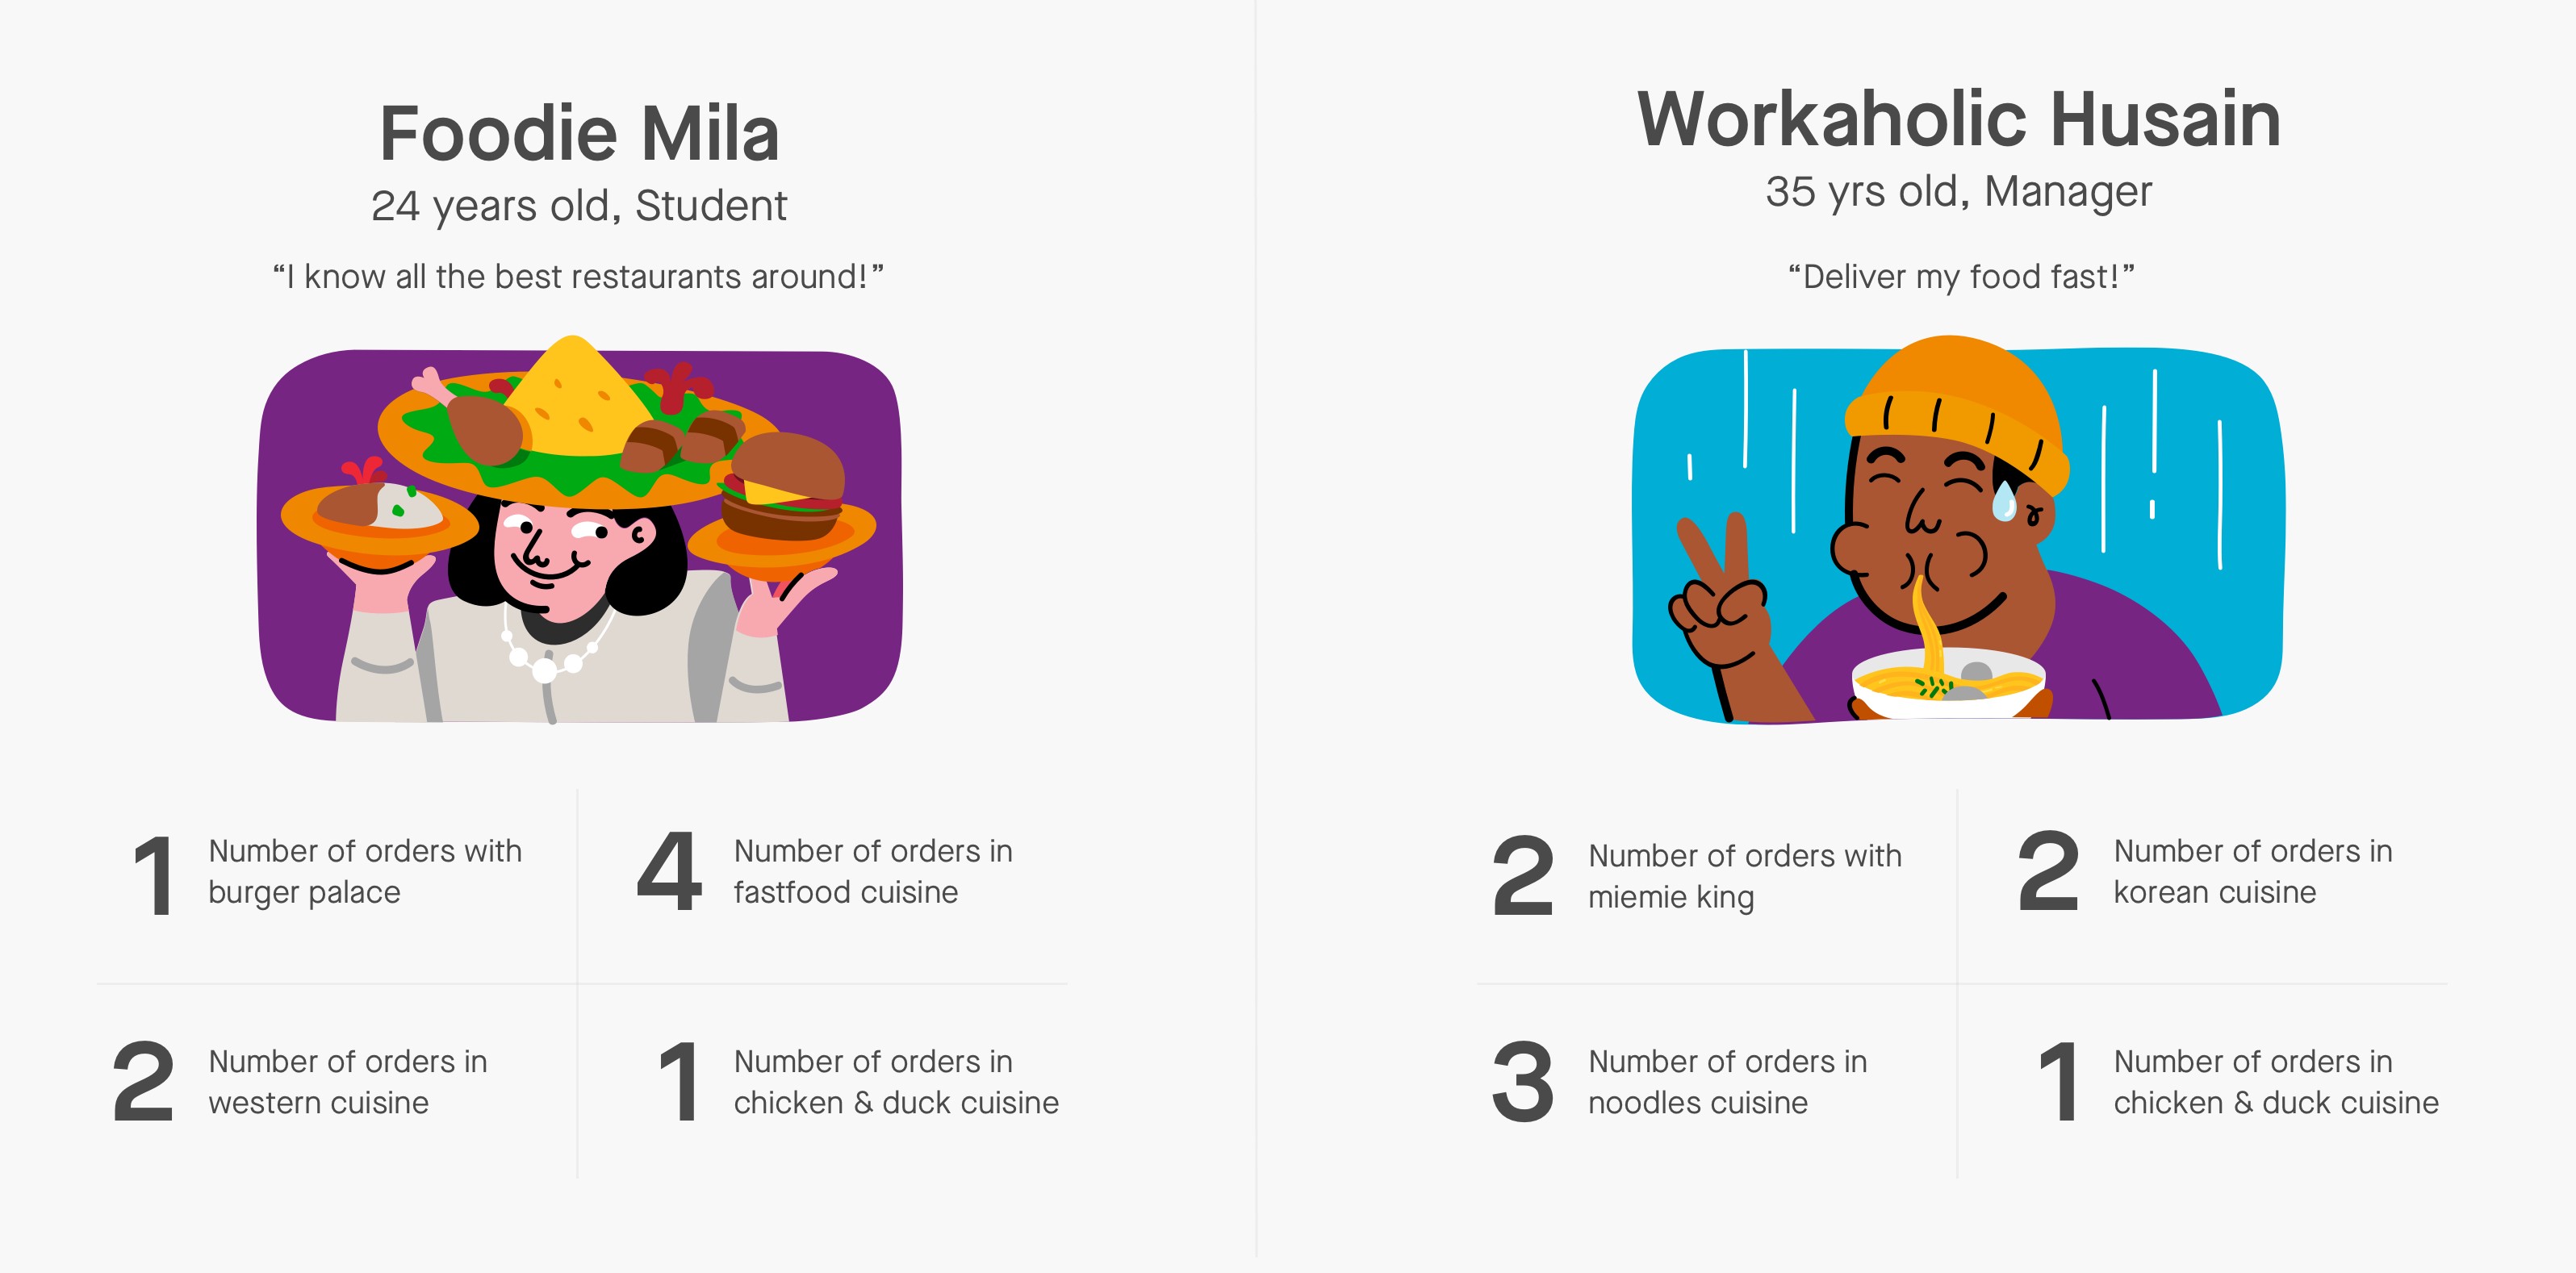 Foodie Mila
24 years old, Student
“I know all the best restaurants around!”
1
Number of orders with
burger palace
4
Number of orders in
fastfood cuisine
2
Number of orders in
western cuisine
1
Number of orders in
chicken & duck cuisine
Workaholic Husain
35 yrs old, Manager
“Deliver my food fast!”
2
Number of orders with
miemie king
2
Number of orders in
korean cuisine
3
Number of orders in
noodles cuisine
1
Number of orders in
chicken & duck cuisine